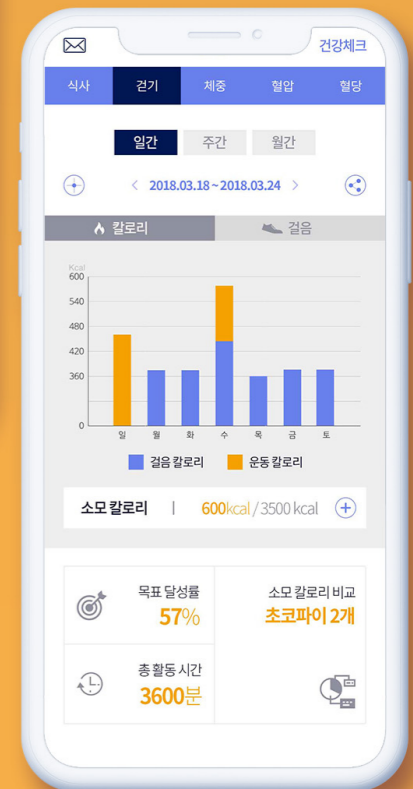 건강체크
식사 걷기 체중 혈압 혈당
일간 주간 월간
< 2018.03.18 ~ 2018.03.24 >
칼로리 걸음
Kcal
600
540
480
420
360
0
일 월 화 수 목 금 토
걸음 칼로리 운동 칼로리
소모 칼로리 | 600kcal / 3500 kcal
목표 달성률
57%
소모 칼로리 비교
초코파이 2개
총 활동 시간
3600분